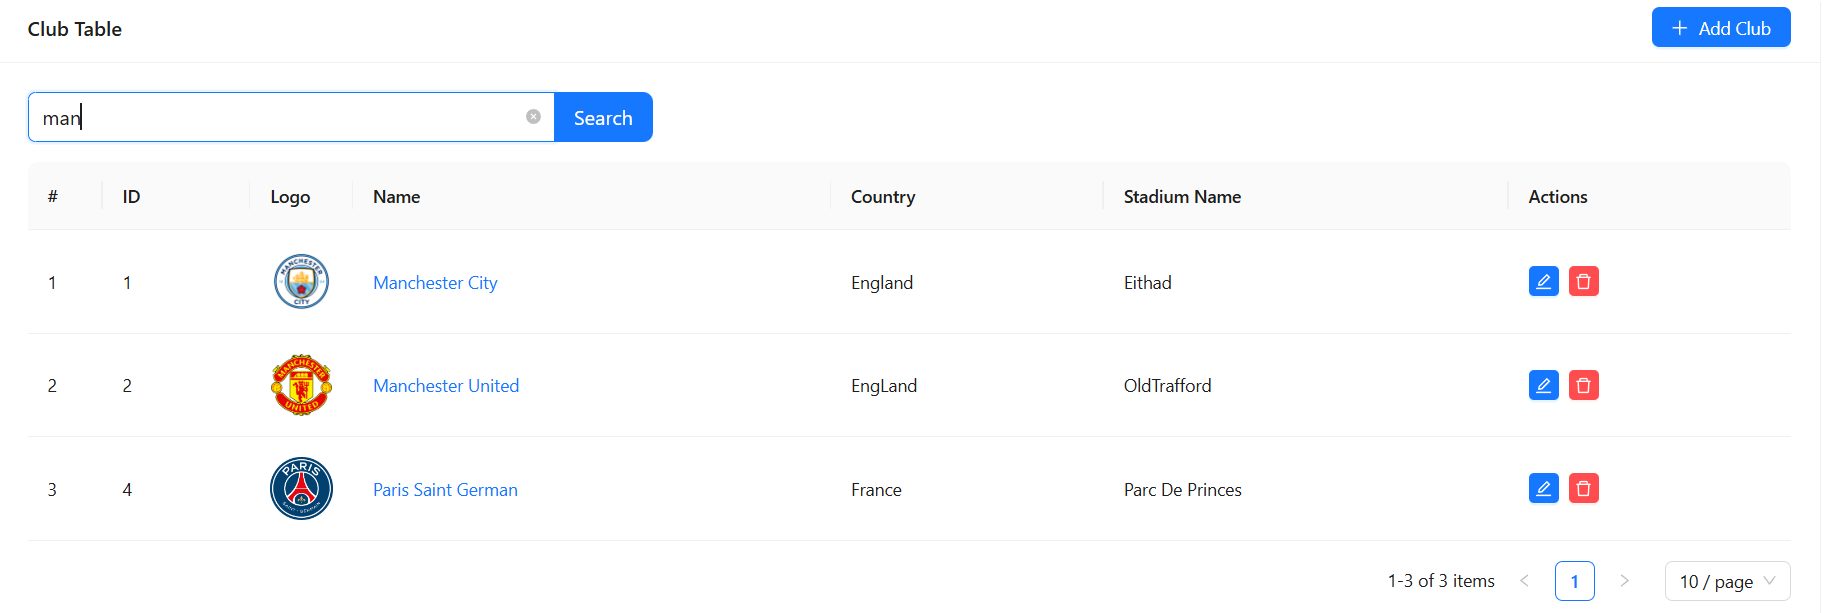 Club Table
+ Add Club
man
Search
# ID Logo Name Country Stadium Name Actions
1 1 MANCHESTER CITY Manchester City England Eithad
2 2 MANCHESTER UNITED Manchester United EngLand OldTrafford
3 4 PARIS SAINT-GERMAIN Paris Saint German France Parc De Princes
1-3 of 3 items < 1 > 10 / page